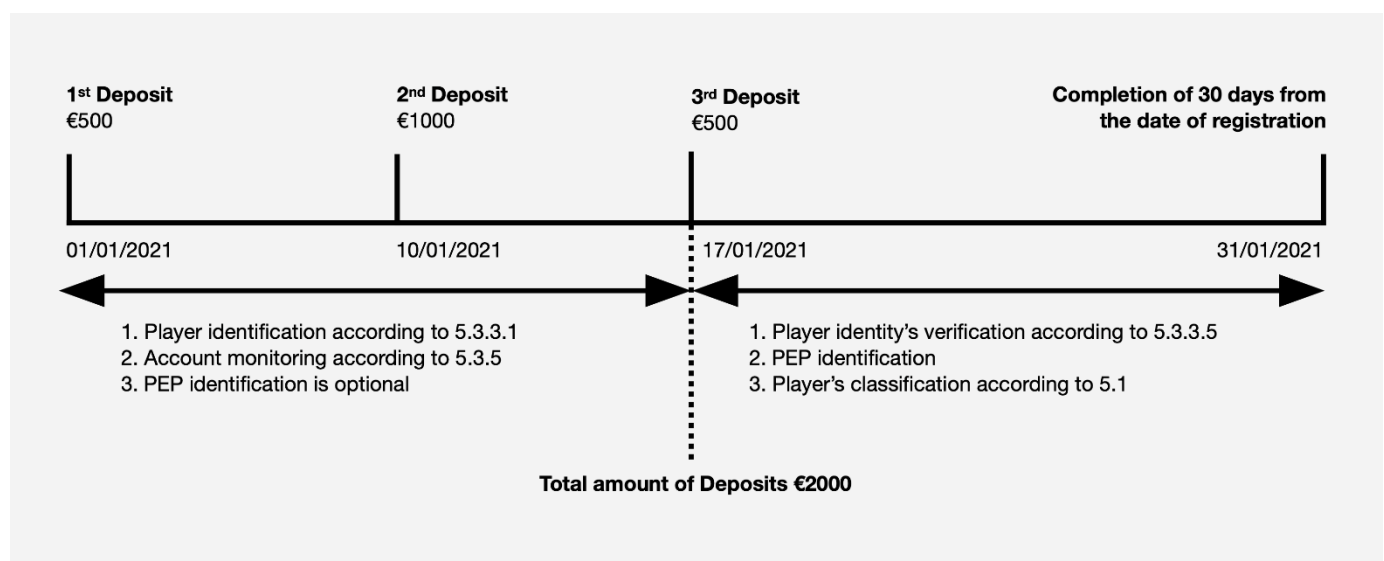 1st Deposit
€500
2nd Deposit
€1000
3rd Deposit
€500
Completion of 30 days from
the date of registration
01/01/2021
10/01/2021
17/01/2021
31/01/2021
1. Player identification according to 5.3.3.1
2. Account monitoring according to 5.3.5
3. PEP identification is optional
1. Player identity’s verification according to 5.3.3.5
2. PEP identification
3. Player’s classification according to 5.1
Total amount of Deposits €2000